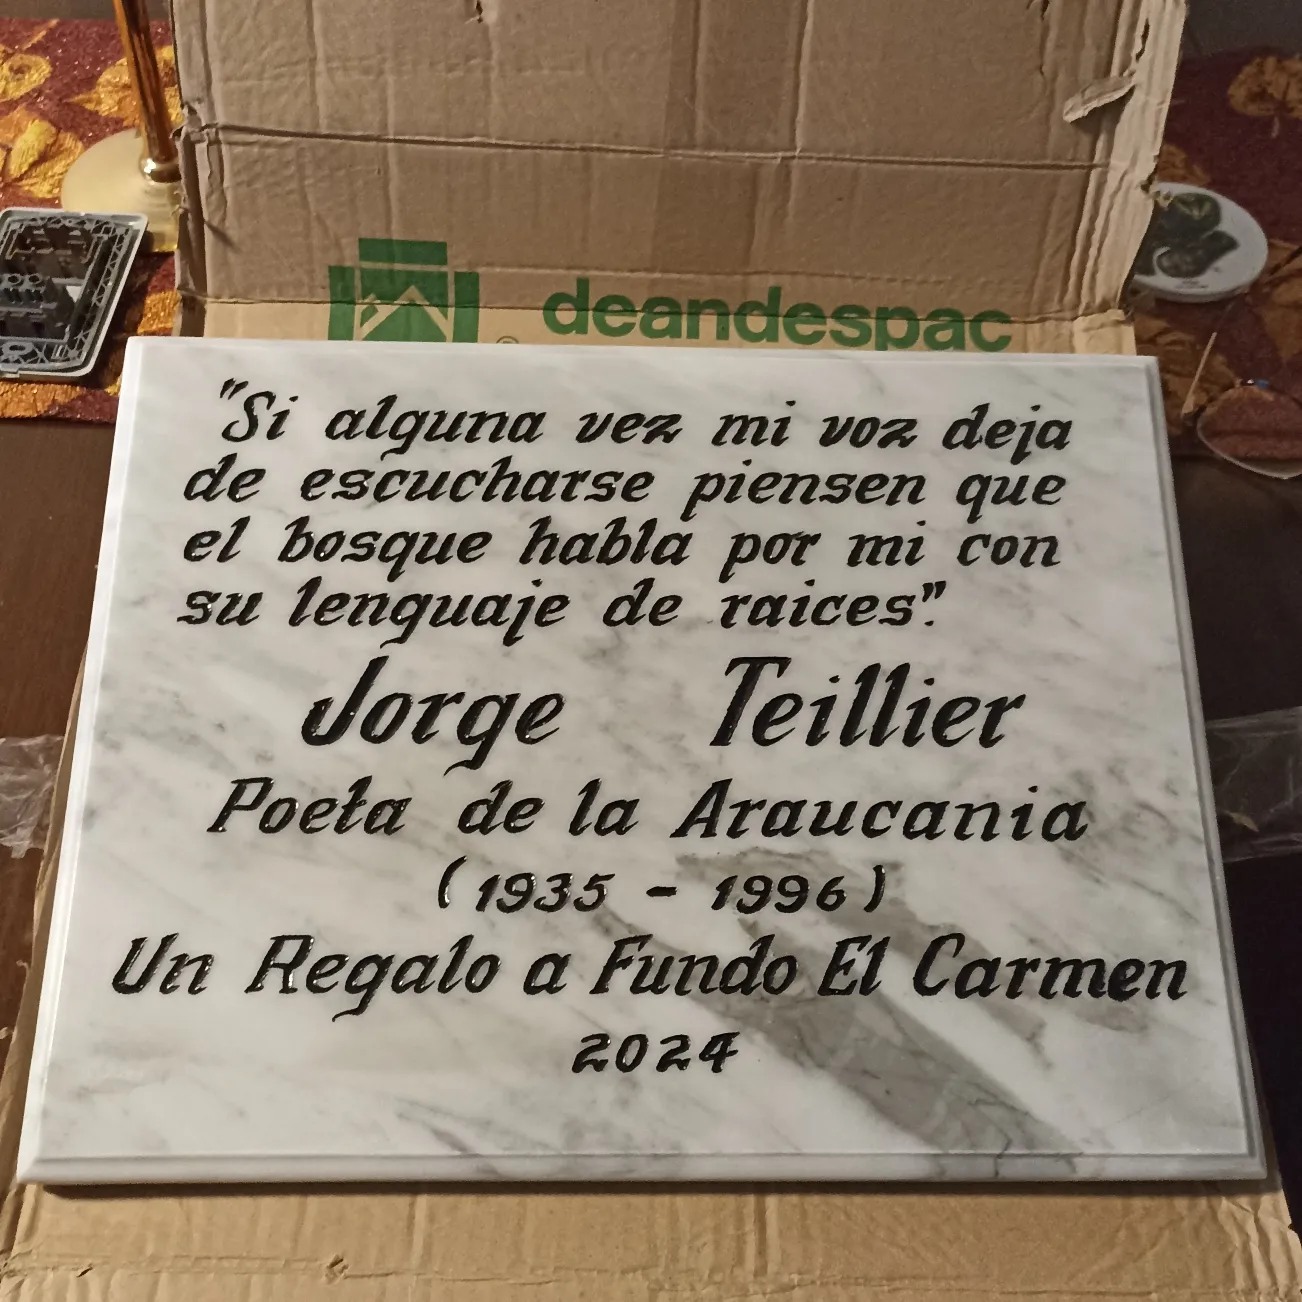 deandespac
"Si alguna vez mi voz deja
de escucharse piensen que
el bosque habla por mi con
su lenguaje de raices".
Jorge Teillier
Poeta de la Araucania
(1935 - 1996)
Un Regalo a Fundo El Carmen
2024